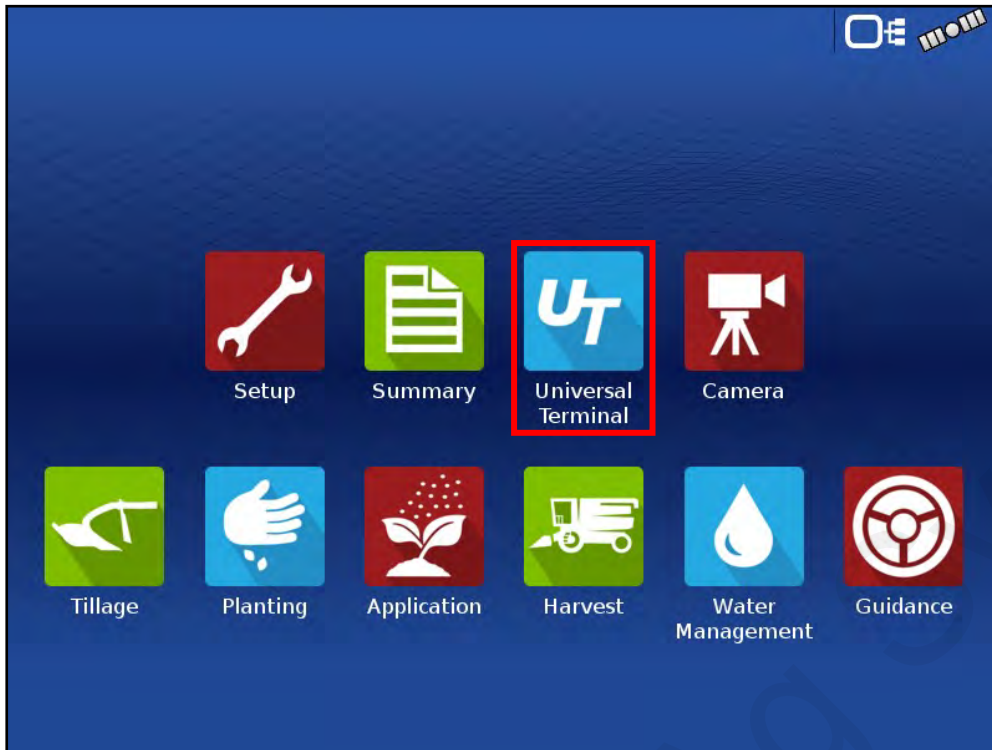 UT
Setup
Summary
Universal
Terminal
Camera
Tillage
Planting
Application
Harvest
Water
Management
Guidance